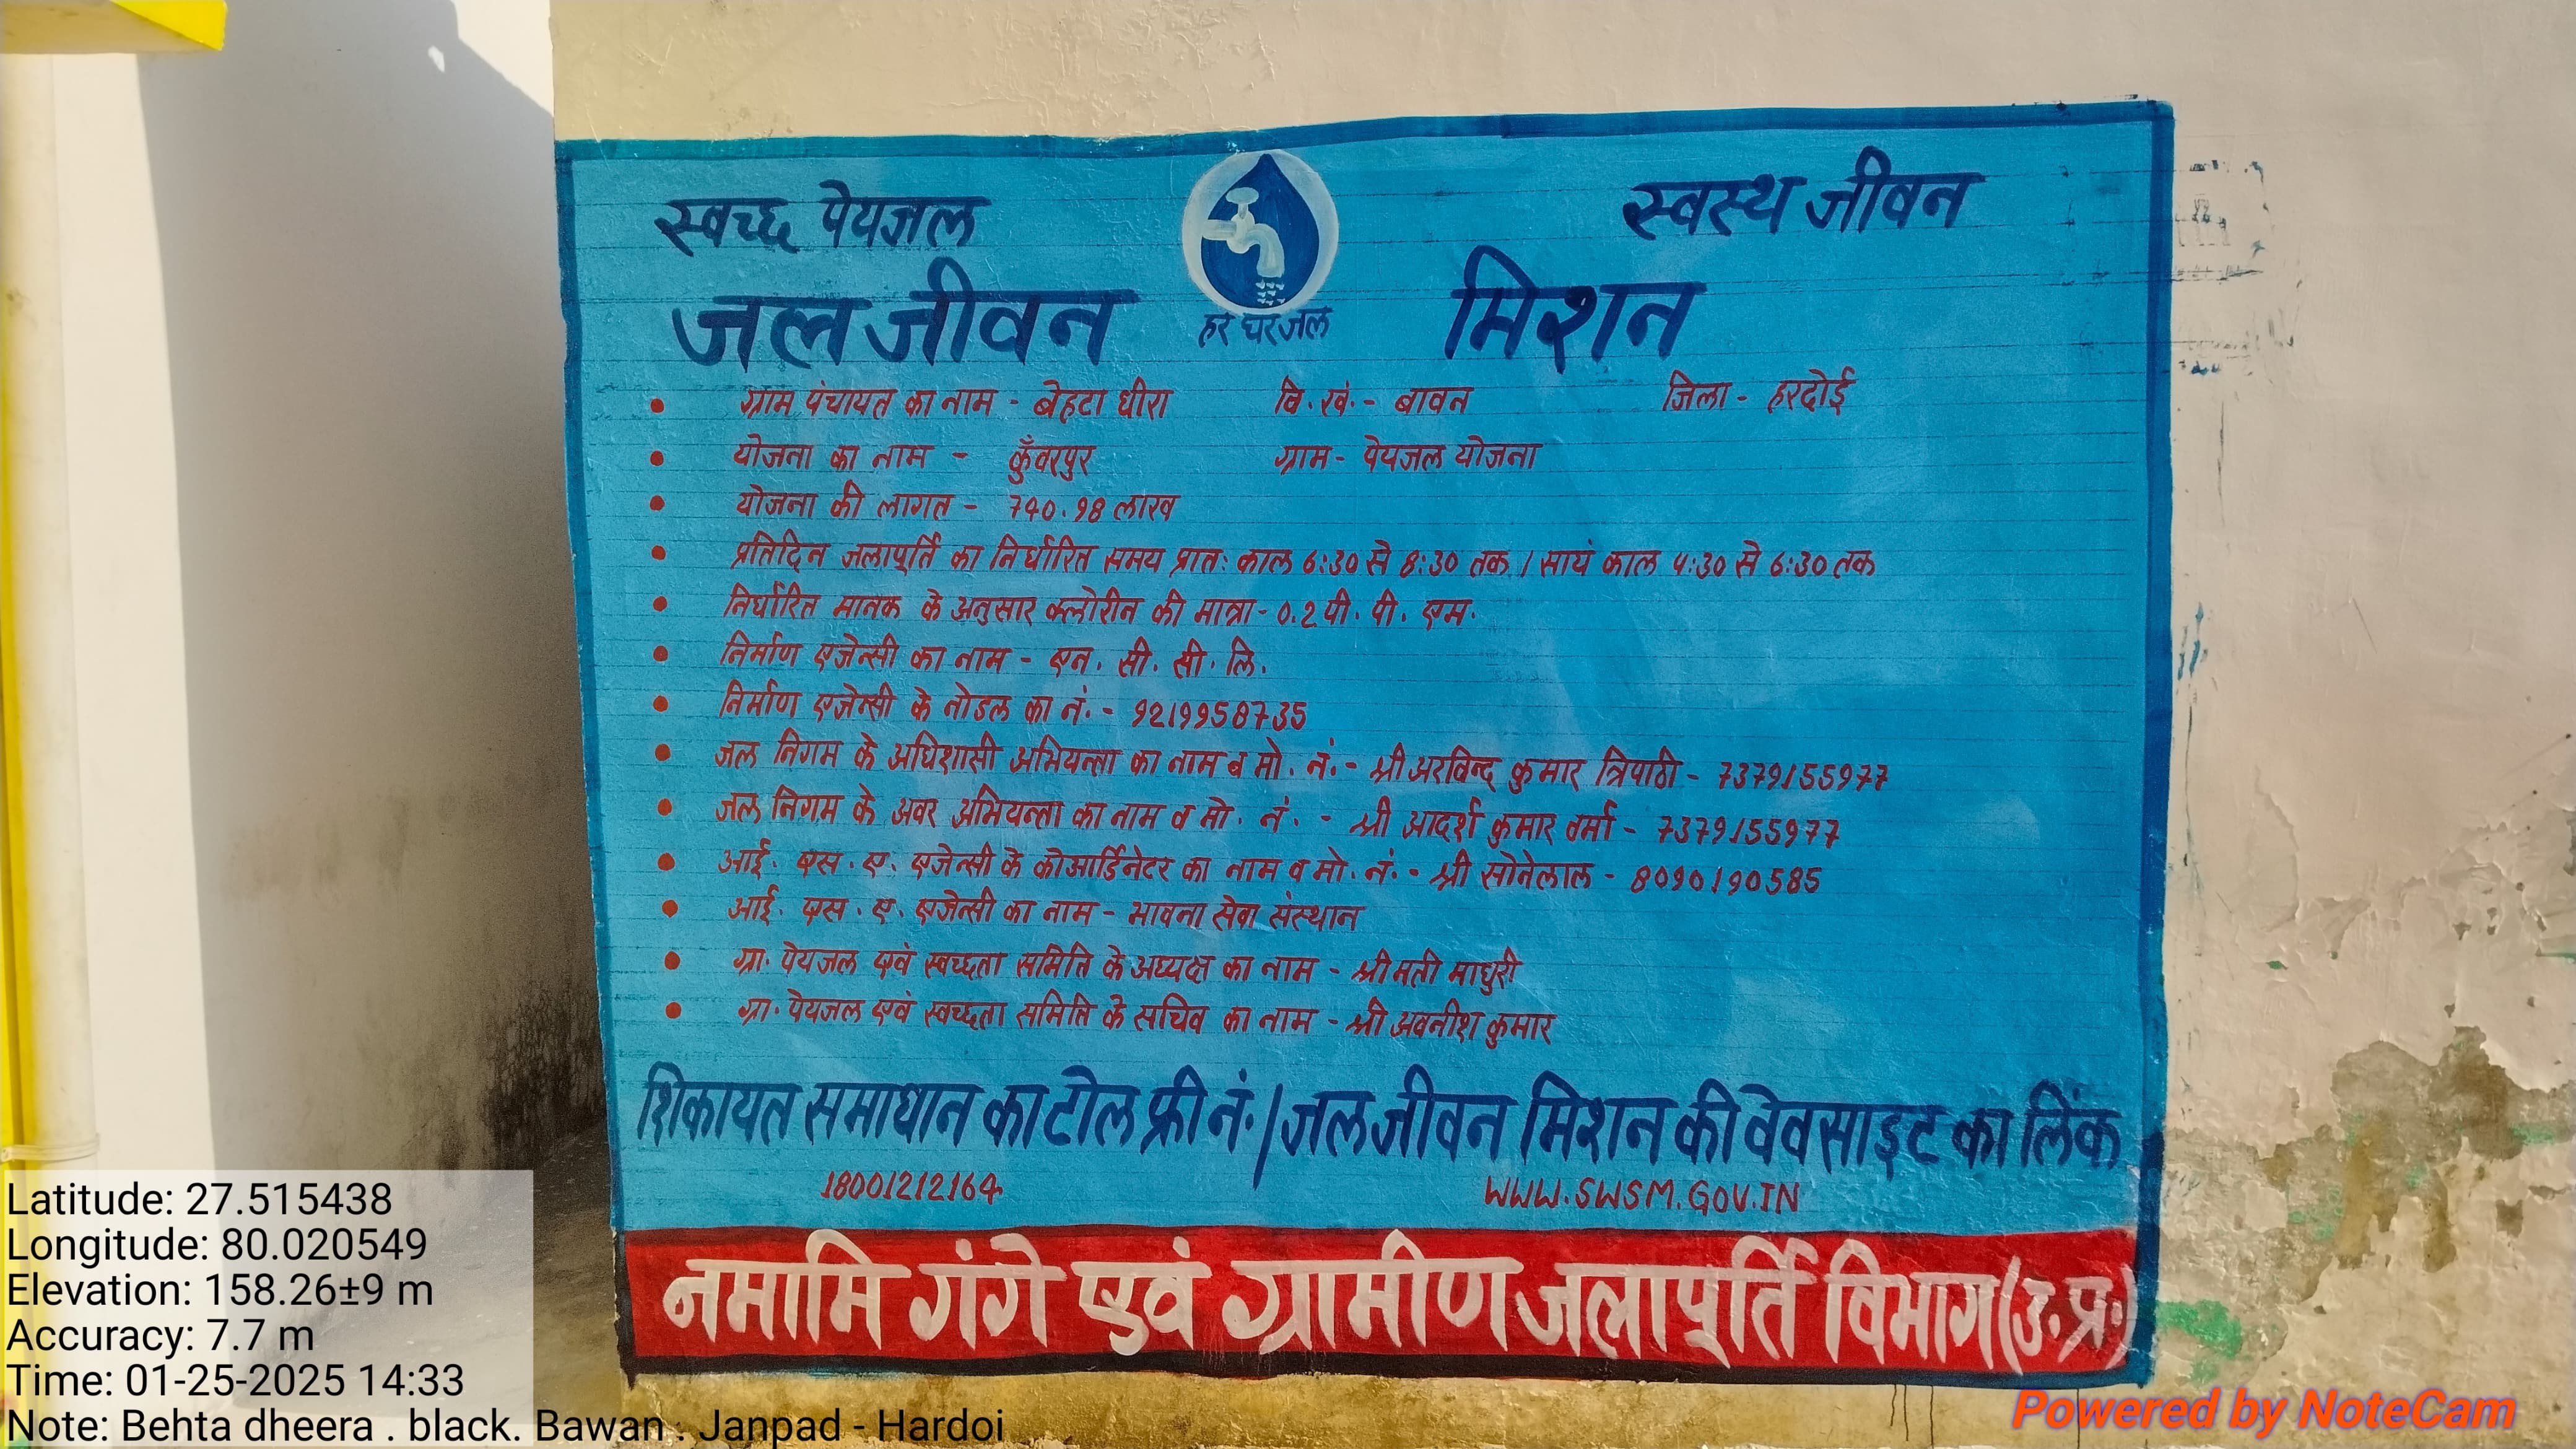 स्वच्छ पेयजल स्वस्थ जीवन
जल जीवन मिशन
हर घर जल
• ग्राम पंचायत का नाम - बेहटा धीरा वि. खं. - बावन जिला - हरदोई
• योजना का नाम - कुँवरपुर ग्राम - पेयजल योजना
• योजना की लागत - 740.98 लाख
• प्रतिदिन जलापूर्ति का निर्धारित समय प्रात: काल 6:30 से 8:30 तक / सायं काल 4:30 से 6:30 तक
• निर्धारित मानक के अनुसार क्लोरीन की मात्रा - 0.2 पी. पी. एम.
• निर्माण एजेन्सी का नाम - एन. सी. सी. लि.
• निर्माण एजेन्सी के नोडल का नं. - 9219958735
• जल निगम के अधिशासी अभियन्ता का नाम व मो. नं. - श्री अरविन्द कुमार त्रिपाठी - 7379155977
• जल निगम के अवर अभियन्ता का नाम व मो. नं. - श्री आदर्श कुमार वर्मा - 7379155977
• आई. एस. ए. एजेन्सी के कोआर्डिनेटर का नाम व मो. नं. - श्री सोनेलाल - 8090190585
• आई. एस. ए. एजेन्सी का नाम - भावना सेवा संस्थान
• ग्रा. पेयजल एवं स्वच्छता समिति के अध्यक्ष का नाम - श्रीमती माधुरी
• ग्रा. पेयजल एवं स्वच्छता समिति के सचिव का नाम - श्री अवनीश कुमार
शिकायत समाधान का टोल फ्री नं. / जल जीवन मिशन की वेवसाइट का लिंक
18001212164 WWW.SWSM.GOV.IN
नमामि गंगे एवं ग्रामीण जलापूर्ति विभाग (उ.प्र.)
Latitude: 27.515438
Longitude: 80.020549
Elevation: 158.26±9 m
Accuracy: 7.7 m
Time: 01-25-2025 14:33
Note: Behta dheera . black. Bawan . Janpad - Hardoi
Powered by NoteCam